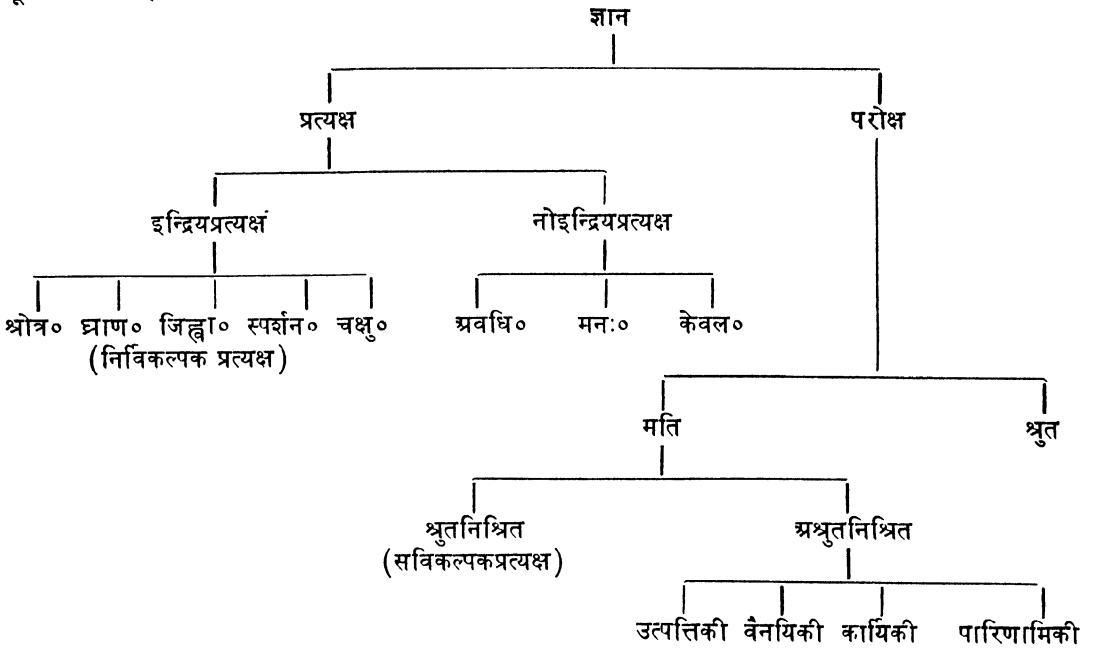 ज्ञान
प्रत्यक्ष परोक्ष
इन्द्रियप्रत्यक्षं नोइन्द्रियप्रत्यक्ष
श्रोत्र० घ्राण० जिह्वा० स्पर्शन० चक्षु० अवधि० मनः० केवल०
(निर्विकल्पक प्रत्यक्ष)
मति श्रुत
श्रुतनिश्रित अश्रुतनिश्रित
(सविकल्पकप्रत्यक्ष)
उत्पत्तिकी वैनयिकी कार्यिकी पारिणामिकी